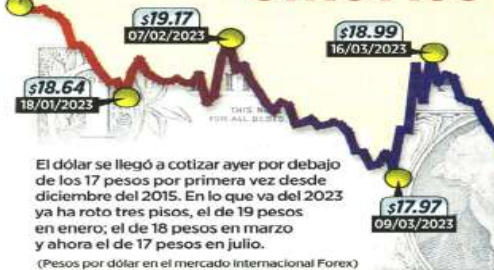 $19.17
07/02/2023
$18.99
16/03/2023
$18.64
18/01/2023
THIS
FOR ALL DEBTS
El dólar se llegó a cotizar ayer por debajo
de los 17 pesos por primera vez desde
diciembre del 2015. En lo que va del 2023
ya ha roto tres pisos, el de 19 pesos
en enero; el de 18 pesos en marzo
y ahora el de 17 pesos en julio.
(Pesos por dólar en el mercado internacional Forex)
$17.97
09/03/2023